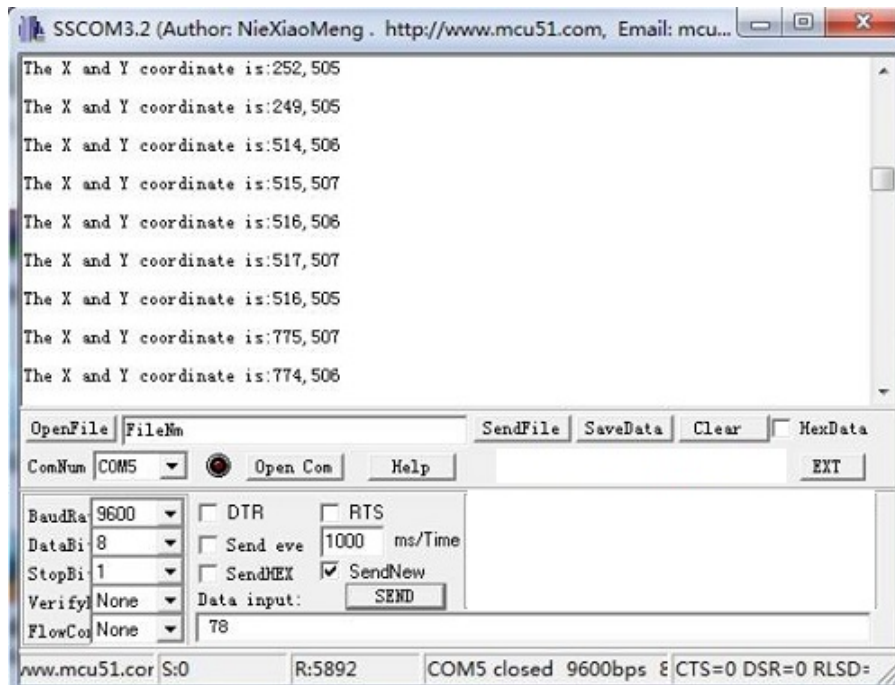 SSCOM3.2 (Author: NieXiaoMeng . http://www.mcu51.com, Email: mcu...
The X and Y coordinate is:252,505
The X and Y coordinate is:249,505
The X and Y coordinate is:514,506
The X and Y coordinate is:515,507
The X and Y coordinate is:516,506
The X and Y coordinate is:517,507
The X and Y coordinate is:516,505
The X and Y coordinate is:775,507
The X and Y coordinate is:774,506
OpenFile FileNm SendFile SaveData Clear HexData
ComNum COM5 Open Com Help EXT
BaudRa 9600 DTR RTS
DataBi 8 Send eve 1000 ms/Time
StopBi 1 SendHEX SendNew
Verify None Data input: SEND
FlowCo None 78
www.mcu51.cor S:0 R:5892 COM5 closed 9600bps 8 CTS=0 DSR=0 RLSD=